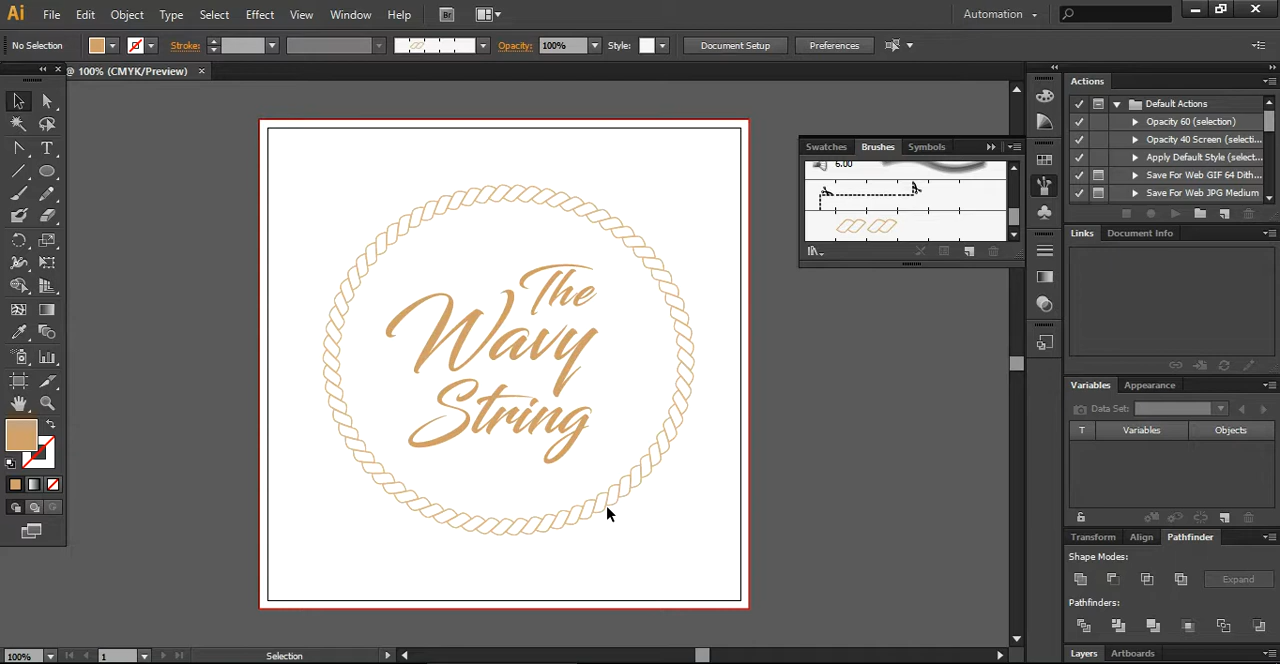 Ai File Edit Object Type Select Effect View Window Help Br Automation
No Selection Stroke: Opacity: 100% Style: Document Setup Preferences
@ 100% (CMYK/Preview)
Swatches Brushes Symbols
6.00
The
Wavy
String
Actions
Default Actions
Opacity 60 (selection)
Opacity 40 Screen (selecti...
Apply Default Style (select...
Save For Web GIF 64 Dith...
Save For Web JPG Medium
Links Document Info
Variables Appearance
Data Set:
T Variables Objects
Transform Align Pathfinder
Shape Modes:
Expand
Pathfinders:
Layers Artboards
100% 1 Selection